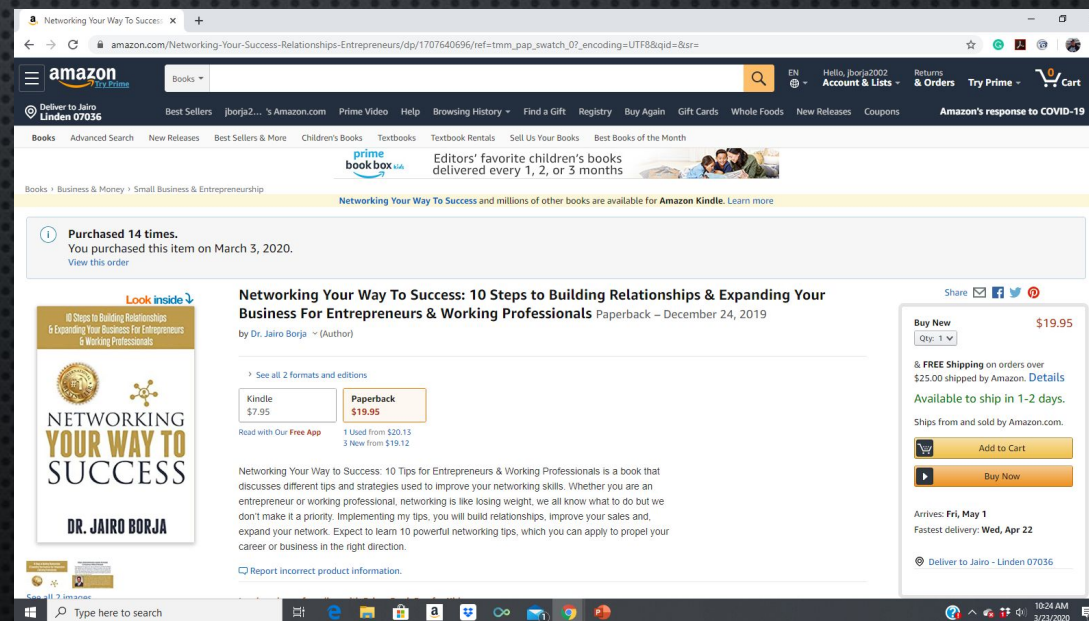 Networking Your Way To Success
amazon.com/Networking-Your-Success-Relationships-Entrepreneurs/dp/1707640696/ref=tmm_pap_swatch_0?_encoding=UTF8&qid=&sr=
amazon
Try Prime
Books
EN
Hello, jborja2002
Account & Lists
Returns
& Orders
Try Prime
0
Cart
Deliver to Jairo
Linden 07036
Best Sellers jborja2... 's Amazon.com Prime Video Help Browsing History Find a Gift Registry Buy Again Gift Cards Whole Foods New Releases Coupons
Amazon's response to COVID-19
Books Advanced Search New Releases Best Sellers & More Children's Books Textbooks Textbook Rentals Sell Us Your Books Best Books of the Month
prime
book box kids
Editors' favorite children's books
delivered every 1, 2, or 3 months
Books › Business & Money › Small Business & Entrepreneurship
Networking Your Way To Success and millions of other books are available for Amazon Kindle. Learn more
Purchased 14 times.
You purchased this item on March 3, 2020.
View this order
Look inside
10 Steps to Building Relationships
& Expanding Your Business For Entrepreneurs
& Working Professionals
#1
NETWORKING
YOUR WAY TO
SUCCESS
DR. JAIRO BORJA
See all 2 images
Networking Your Way To Success: 10 Steps to Building Relationships & Expanding Your
Business For Entrepreneurs & Working Professionals Paperback – December 24, 2019
by Dr. Jairo Borja (Author)
› See all 2 formats and editions
Kindle
$7.95
Paperback
$19.95
Read with Our Free App
1 Used from $20.13
3 New from $19.12
Networking Your Way to Success: 10 Tips for Entrepreneurs & Working Professionals is a book that
discusses different tips and strategies used to improve your networking skills. Whether you are an
entrepreneur or working professional, networking is like losing weight, we all know what to do but we
don't make it a priority. Implementing my tips, you will build relationships, improve your sales and,
expand your network. Expect to learn 10 powerful networking tips, which you can apply to propel your
career or business in the right direction.
Report incorrect product information.
Share
Buy New
$19.95
Qty: 1
& FREE Shipping on orders over
$25.00 shipped by Amazon. Details
Available to ship in 1-2 days.
Ships from and sold by Amazon.com.
Add to Cart
Buy Now
Arrives: Fri, May 1
Fastest delivery: Wed, Apr 22
Deliver to Jairo - Linden 07036
Type here to search
10:24 AM
3/23/2020